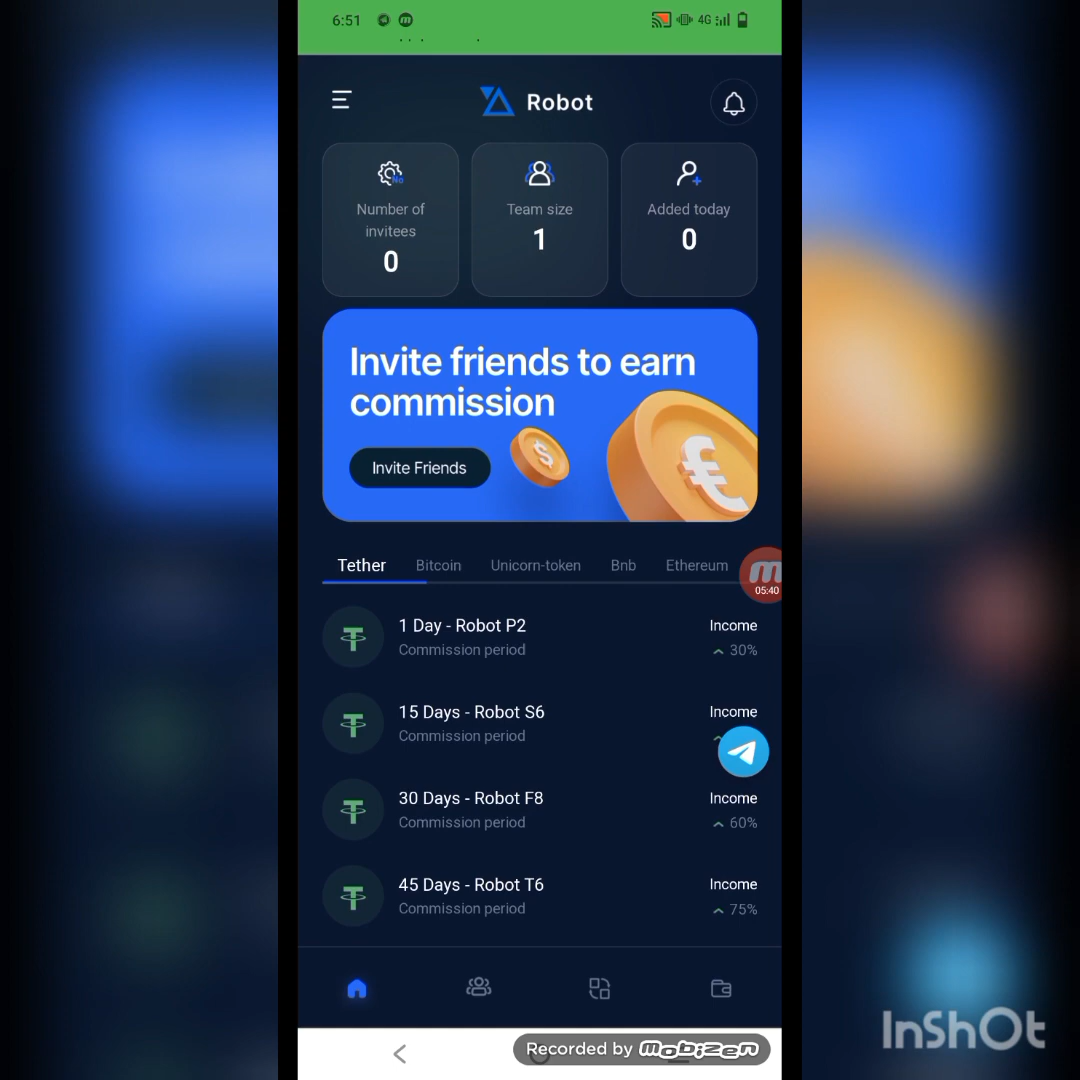 6:51
4G
Robot
No
Number of
invitees
0
Team size
1
Added today
0
Invite friends to earn
commission
Invite Friends
Tether
Bitcoin
Unicorn-token
Bnb
Ethereum
05:40
1 Day - Robot P2
Commission period
Income
30%
15 Days - Robot S6
Commission period
Income
30 Days - Robot F8
Commission period
Income
60%
45 Days - Robot T6
Commission period
Income
75%
Recorded by mobizen
InShOt